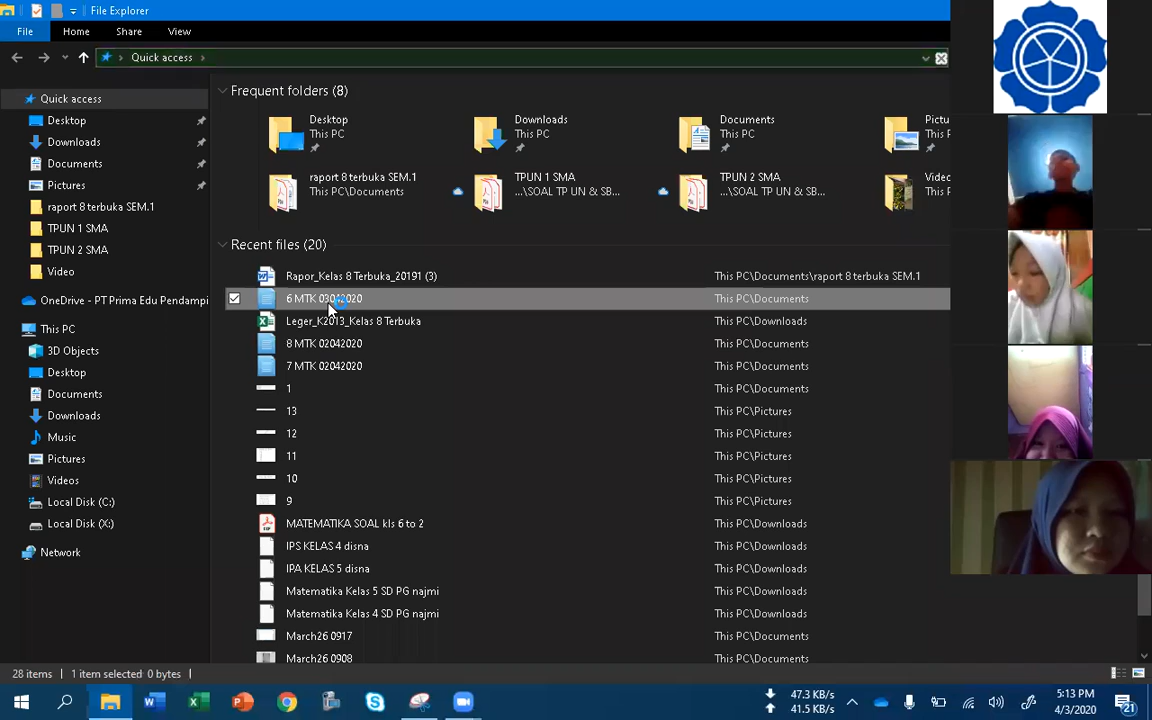 File Explorer
File Home Share View
Quick access
Quick access
Desktop
Downloads
Documents
Pictures
raport 8 terbuka SEM.1
TPUN 1 SMA
TPUN 2 SMA
Video
OneDrive - PT Prima Edu Pendampi
This PC
3D Objects
Desktop
Documents
Downloads
Music
Pictures
Videos
Local Disk (C:)
Local Disk (X:)
Network
Frequent folders (8)
Desktop
This PC
Downloads
This PC
Documents
This PC
Pictu
This PC
raport 8 terbuka SEM.1
This PC\Documents
TPUN 1 SMA
...\SOAL TP UN & SB...
TPUN 2 SMA
...\SOAL TP UN & SB...
Video
This PC
Recent files (20)
Rapor_Kelas 8 Terbuka_20191 (3) This PC\Documents\raport 8 terbuka SEM.1
6 MTK 03042020 This PC\Documents
Leger_K2013_Kelas 8 Terbuka This PC\Downloads
8 MTK 02042020 This PC\Documents
7 MTK 02042020 This PC\Documents
1 This PC\Documents
13 This PC\Pictures
12 This PC\Pictures
11 This PC\Pictures
10 This PC\Pictures
9 This PC\Pictures
MATEMATIKA SOAL kls 6 to 2 This PC\Downloads
IPS KELAS 4 disna This PC\Downloads
IPA KELAS 5 disna This PC\Downloads
Matematika Kelas 5 SD PG najmi This PC\Downloads
Matematika Kelas 4 SD PG najmi This PC\Downloads
March26 0917 This PC\Pictures
March26 0908 This PC\Pictures
28 items 1 item selected 0 bytes
47.3 KB/s
41.5 KB/s
5:13 PM
4/3/2020
21